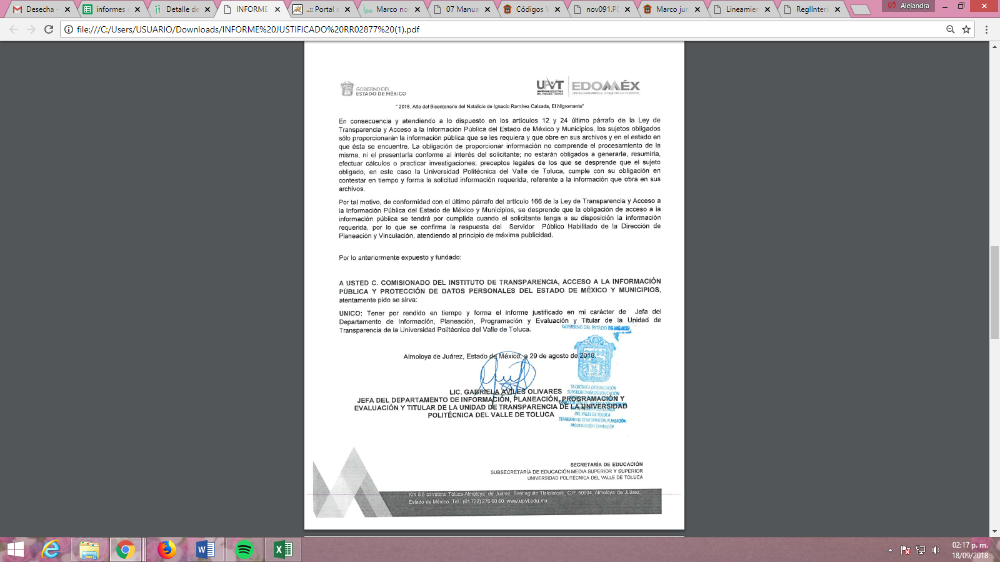 Desecha
informes
Detalle de
INFORME
..:: Portal
Marco no
07 Manua
Códigos
nov091.P
Marco jur
Lineamien
RegIInteri
Alejandra
file:///C:/Users/USUARIO/Downloads/INFORME%20JUSTIFICADO%20RR02877%20(1).pdf
GOBIERNO DEL
ESTADO DE MÉXICO
UPVT
UNIVERSIDAD POLITÉCNICA
DEL VALLE DE TOLUCA
EDOMÉX
DECISIONES FIRMES, RESULTADOS FUERTES.
" 2018. Año del Bicentenario del Natalicio de Ignacio Ramírez Calzada, El Nigromante"
En consecuencia y atendiendo a lo dispuesto en los artículos 12 y 24 último párrafo de la Ley de
Transparencia y Acceso a la Información Pública del Estado de México y Municipios, los sujetos obligados
sólo proporcionarán la información pública que se les requiera y que obre en sus archivos y en el estado en
que ésta se encuentre. La obligación de proporcionar información no comprende el procesamiento de la
misma, ni el presentarla conforme al interés del solicitante; no estarán obligados a generarla, resumirla,
efectuar cálculos o practicar investigaciones; preceptos legales de los que se desprende que el sujeto
obligado, en este caso la Universidad Politécnica del Valle de Toluca, cumple con su obligación en
contestar en tiempo y forma la solicitud información requerida, referente a la información que obra en sus
archivos.
Por tal motivo, de conformidad con el último párrafo del artículo 166 de la Ley de Transparencia y Acceso a
la Información Pública del Estado de México y Municipios, se desprende que la obligación de acceso a la
información pública se tendrá por cumplida cuando el solicitante tenga a su disposición la información
requerida, por lo que se confirma la respuesta del Servidor Público Habilitado de la Dirección de
Planeación y Vinculación, atendiendo al principio de máxima publicidad.
Por lo anteriormente expuesto y fundado:
A USTED C. COMISIONADO DEL INSTITUTO DE TRANSPARENCIA, ACCESO A LA INFORMACIÓN
PÚBLICA Y PROTECCIÓN DE DATOS PERSONALES DEL ESTADO DE MÉXICO Y MUNICIPIOS,
atentamente pido se sirva:
UNICO: Tener por rendido en tiempo y forma el informe justificado en mi carácter de Jefa del
Departamento de Información, Planeación, Programación y Evaluación y Titular de la Unidad de
Transparencia de la Universidad Politécnica del Valle de Toluca.
GOBIERNO DEL ESTADO DE MÉXICO
Almoloya de Juárez, Estado de México, a 29 de agosto de 2018.
SECRETARÍA DE EDUCACIÓN
SUBSECRETARÍA DE EDUCACIÓN
DEL VALLE DE TOLUCA
DEPARTAMENTO DE INFORMACIÓN, PLANEACIÓN,
PROGRAMACIÓN Y EVALUACIÓN
LIC. GABRIELA AVILES OLIVARES
JEFA DEL DEPARTAMENTO DE INFORMACIÓN, PLANEACIÓN, PROGRAMACIÓN Y
EVALUACIÓN Y TITULAR DE LA UNIDAD DE TRANSPARENCIA DE LA UNIVERSIDAD
POLITÉCNICA DEL VALLE DE TOLUCA
SECRETARÍA DE EDUCACIÓN
SUBSECRETARÍA DE EDUCACIÓN MEDIA SUPERIOR Y SUPERIOR
UNIVERSIDAD POLITÉCNICA DEL VALLE DE TOLUCA
Km 5.6 carretera Toluca-Almoloya de Juárez, Santiaguito Tlalcilalcali, C.P. 50904, Almoloya de Juárez,
Estado de México. Tel.: (01 722) 276 60 60. www.upvt.edu.mx
02:17 p. m.
18/09/2018